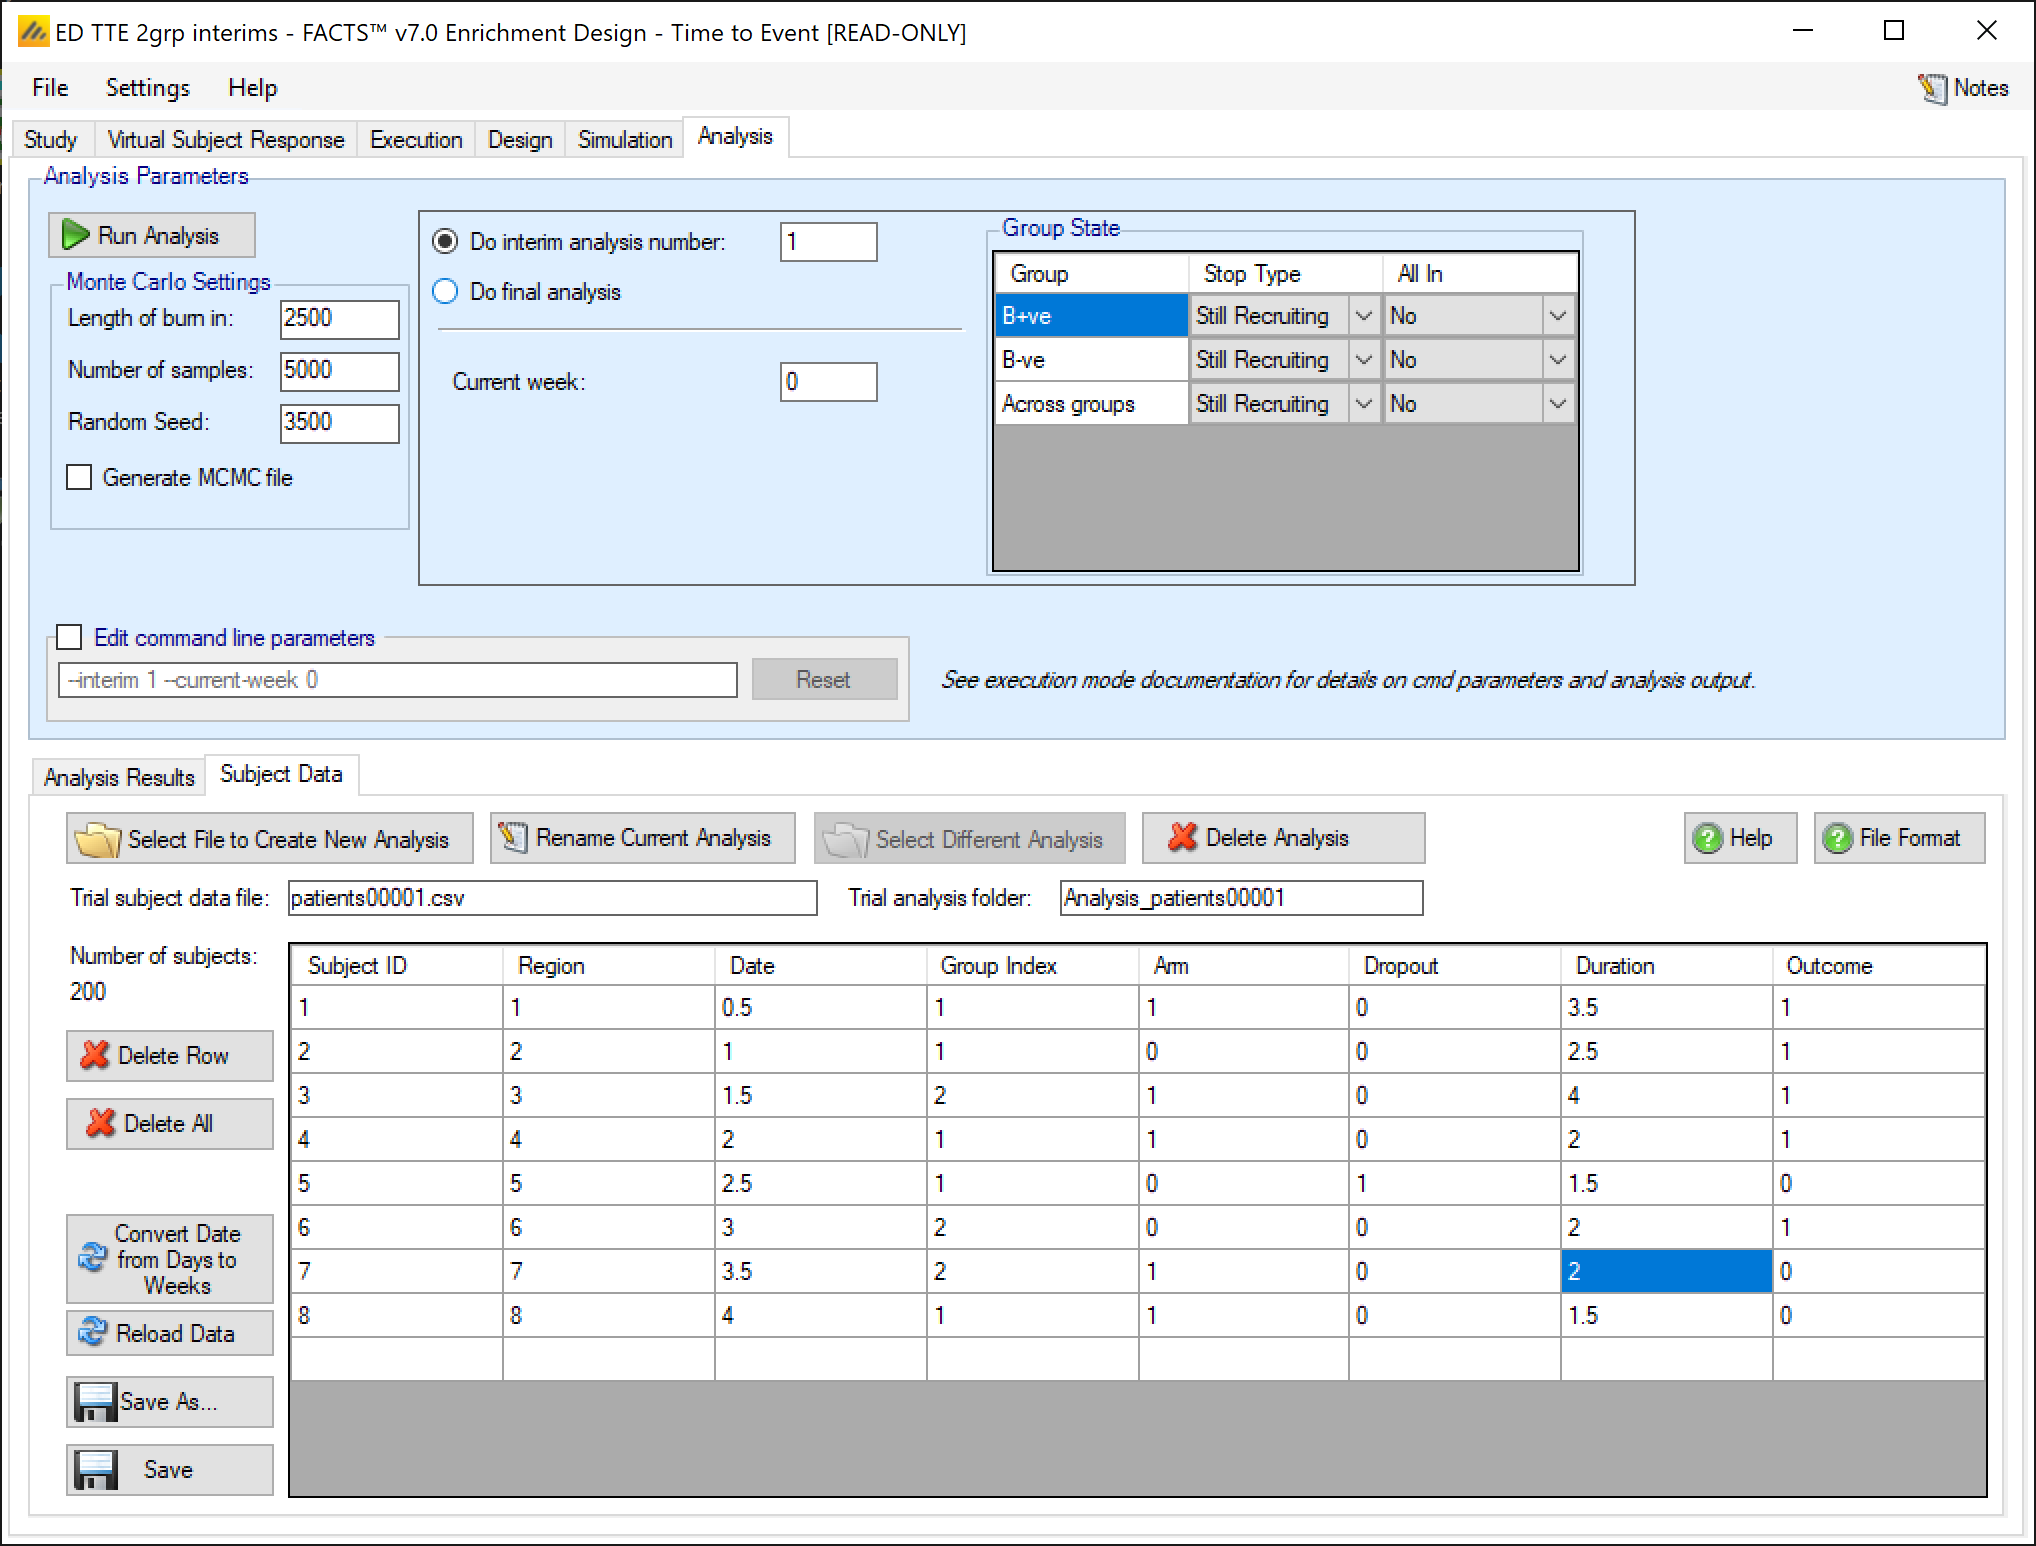 ED TTE 2grp interims - FACTS™ v7.0 Enrichment Design - Time to Event [READ-ONLY]
File Settings Help Notes
Study Virtual Subject Response Execution Design Simulation Analysis
Analysis Parameters
Run Analysis
Monte Carlo Settings
Length of burn in: 2500
Number of samples: 5000
Random Seed: 3500
Generate MCMC file
Do interim analysis number: 1
Do final analysis
Current week: 0
Group State
Group Stop Type All In
B+ve Still Recruiting No
B-ve Still Recruiting No
Across groups Still Recruiting No
Edit command line parameters
--interim 1 --current-week 0 Reset See execution mode documentation for details on cmd parameters and analysis output.
Analysis Results Subject Data
Select File to Create New Analysis Rename Current Analysis Select Different Analysis Delete Analysis Help File Format
Trial subject data file: patients00001.csv Trial analysis folder: Analysis_patients00001
Number of subjects:
200
Delete Row
Delete All
Convert Date
from Days to
Weeks
Reload Data
Save As...
Save
Subject ID Region Date Group Index Arm Dropout Duration Outcome
1 1 0.5 1 1 0 3.5 1
2 2 1 1 0 0 2.5 1
3 3 1.5 2 1 0 4 1
4 4 2 1 1 0 2 1
5 5 2.5 1 0 1 1.5 0
6 6 3 2 0 0 2 1
7 7 3.5 2 1 0 2 0
8 8 4 1 1 0 1.5 0